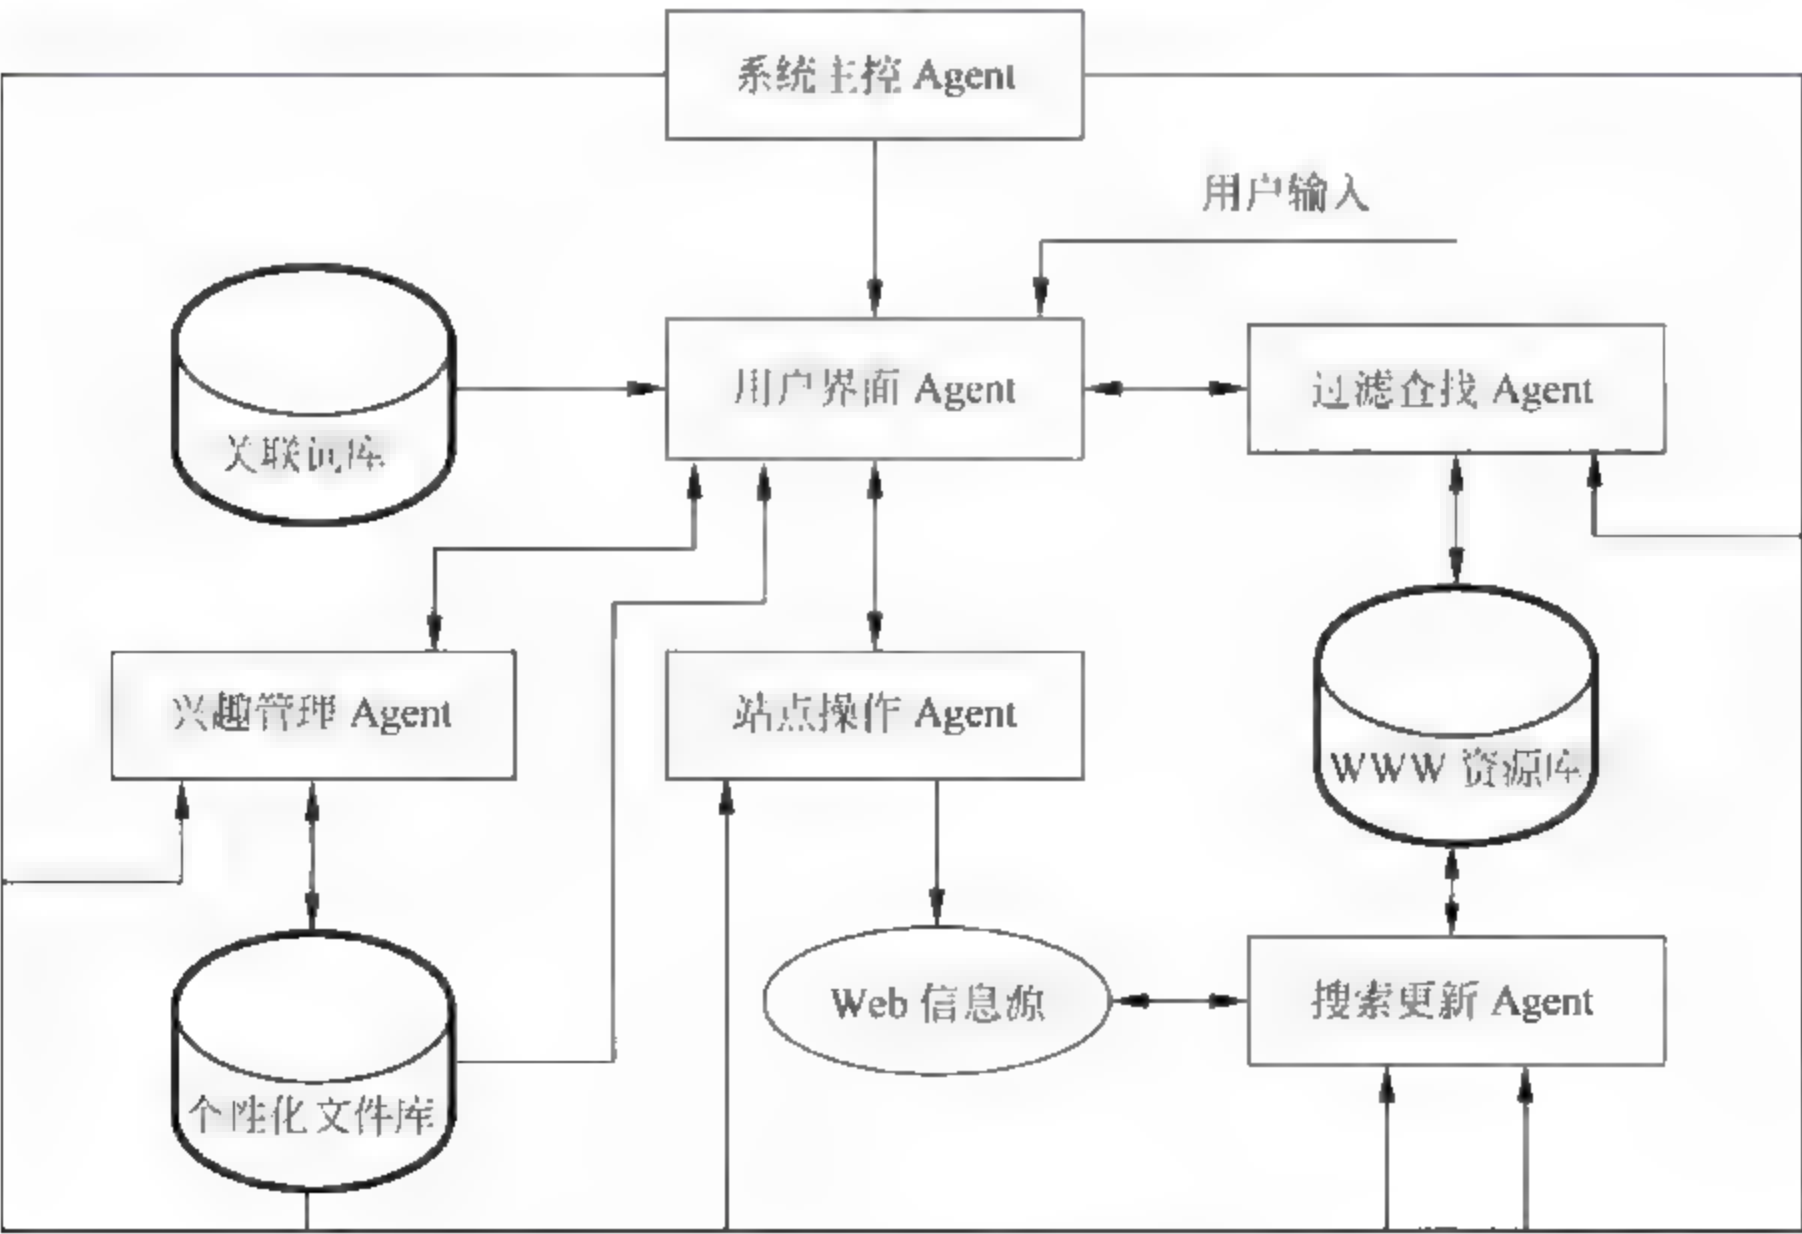 系统主控 Agent
用户输入
用户界面 Agent
过滤查找 Agent
关联词库
兴趣管理 Agent
站点操作 Agent
WWW 资源库
Web 信息源
搜索更新 Agent
个性化文件库